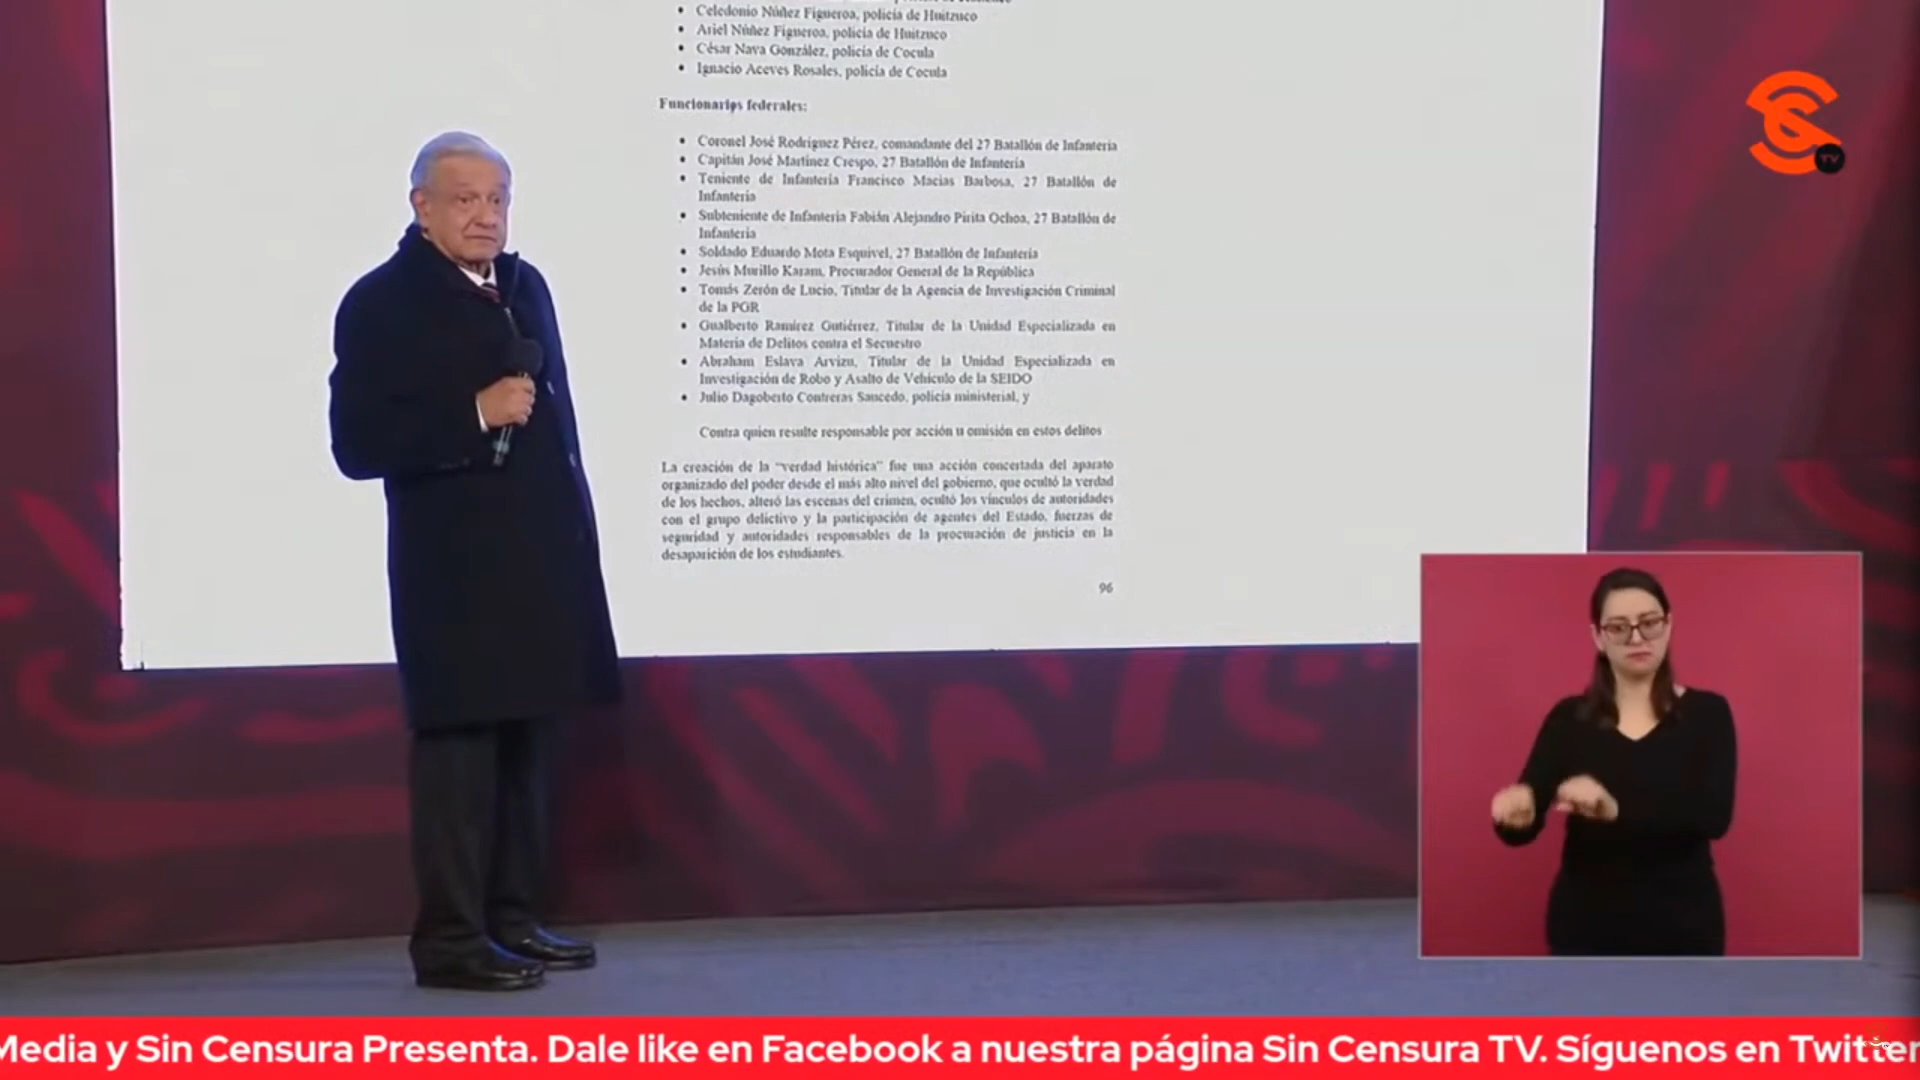 Celedonio Núñez Figueroa, policía de Huitzuco
Ariel Núñez Figueroa, policía de Huitzuco
César Nava González, policía de Cocula
Ignacio Aceves Rosales, policía de Cocula
Funcionarios federales:
Coronel José Rodríguez Pérez, comandante del 27 Batallón de Infantería
Capitán José Martínez Crespo, 27 Batallón de Infantería
Teniente de Infantería Francisco Macías Barbosa, 27 Batallón de
Infantería
Subteniente de Infantería Fabián Alejandro Pirita Ochoa, 27 Batallón de
Infantería
Soldado Eduardo Mota Esquivel, 27 Batallón de Infantería
Jesús Murillo Karam, Procurador General de la República
Tomás Zerón de Lucio, Titular de la Agencia de Investigación Criminal
de la PGR
Gualberto Ramírez Gutiérrez, Titular de la Unidad Especializada en
Materia de Delitos contra el Secuestro
Abraham Eslava Arvizu, Titular de la Unidad Especializada en
Investigación de Robo y Asalto de Vehículo de la SEIDO
Julio Dagoberto Contreras Saucedo, policía ministerial, y
Contra quien resulte responsable por acción u omisión en estos delitos
La creación de la "verdad histórica" fue una acción concertada del aparato
organizado del poder desde el más alto nivel del gobierno, que ocultó la verdad
de los hechos, alteró las escenas del crimen, ocultó los vínculos de autoridades
con el grupo delictivo y la participación de agentes del Estado, fuerzas de
seguridad y autoridades responsables de la procuración de justicia en la
desaparición de los estudiantes.
96
TV
Media y Sin Censura Presenta. Dale like en Facebook a nuestra página Sin Censura TV. Síguenos en Twitter